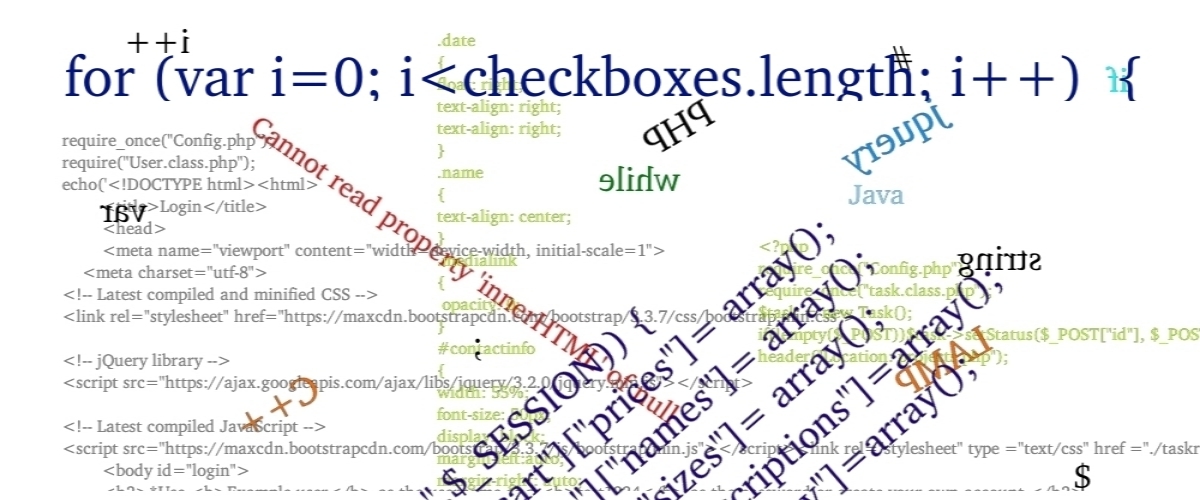 i++
for (var i=0; i<checkboxes.length; i++) {
#
if
.date
{
float: right;
text-align: right;
text-align: right;
}
.name
{
text-align: center;
}
.medialink
{
opacity:
}
#contactinfo
{
width: 55%;
font-size:
display: block;
margin-left:auto;
margin-right: auto;
PHP
jquery
while
Java
string
var
C++
LAMP
;
$
Cannot read property 'innerHTML' of null
require_once("Config.php");
require("User.class.php");
echo('<!DOCTYPE html><html>
<title>Login</title>
<head>
<meta name="viewport" content="width=device-width, initial-scale=1">
<meta charset="utf-8">
<!-- Latest compiled and minified CSS -->
<link rel="stylesheet" href="https://maxcdn.bootstrapcdn.com/bootstrap/3.3.7/css/bootstrap.min.css">
<!-- jQuery library -->
<script src="https://ajax.googleapis.com/ajax/libs/jquery/3.2.0/jquery.min.js"></script>
<!-- Latest compiled JavaScript -->
<script src="https://maxcdn.bootstrapcdn.com/bootstrap/3.3.7/js/bootstrap.min.js"></script><link rel="stylesheet" type ="text/css" href ="./taskr
<body id="login">
<?php
require_once("Config.php");
require_once("task.class.php");
$task = new Task();
if(!empty($_POST))$task->setStatus($_POST["id"], $_POS
header("Location: projects.php");
"$_SESSION)) {
cart"]["prices"]= array();
"]["names"]= array();
"sizes"]= array();
scriptions"]=array();
"]=array();